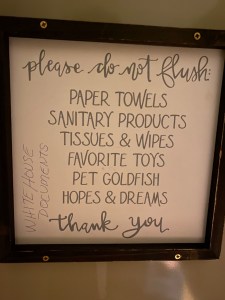 please do not flush:
PAPER TOWELS
SANITARY PRODUCTS
TISSUES & WIPES
FAVORITE TOYS
PET GOLDFISH
HOPES & DREAMS
thank you
WHITE HOUSE
DOCUMENTS